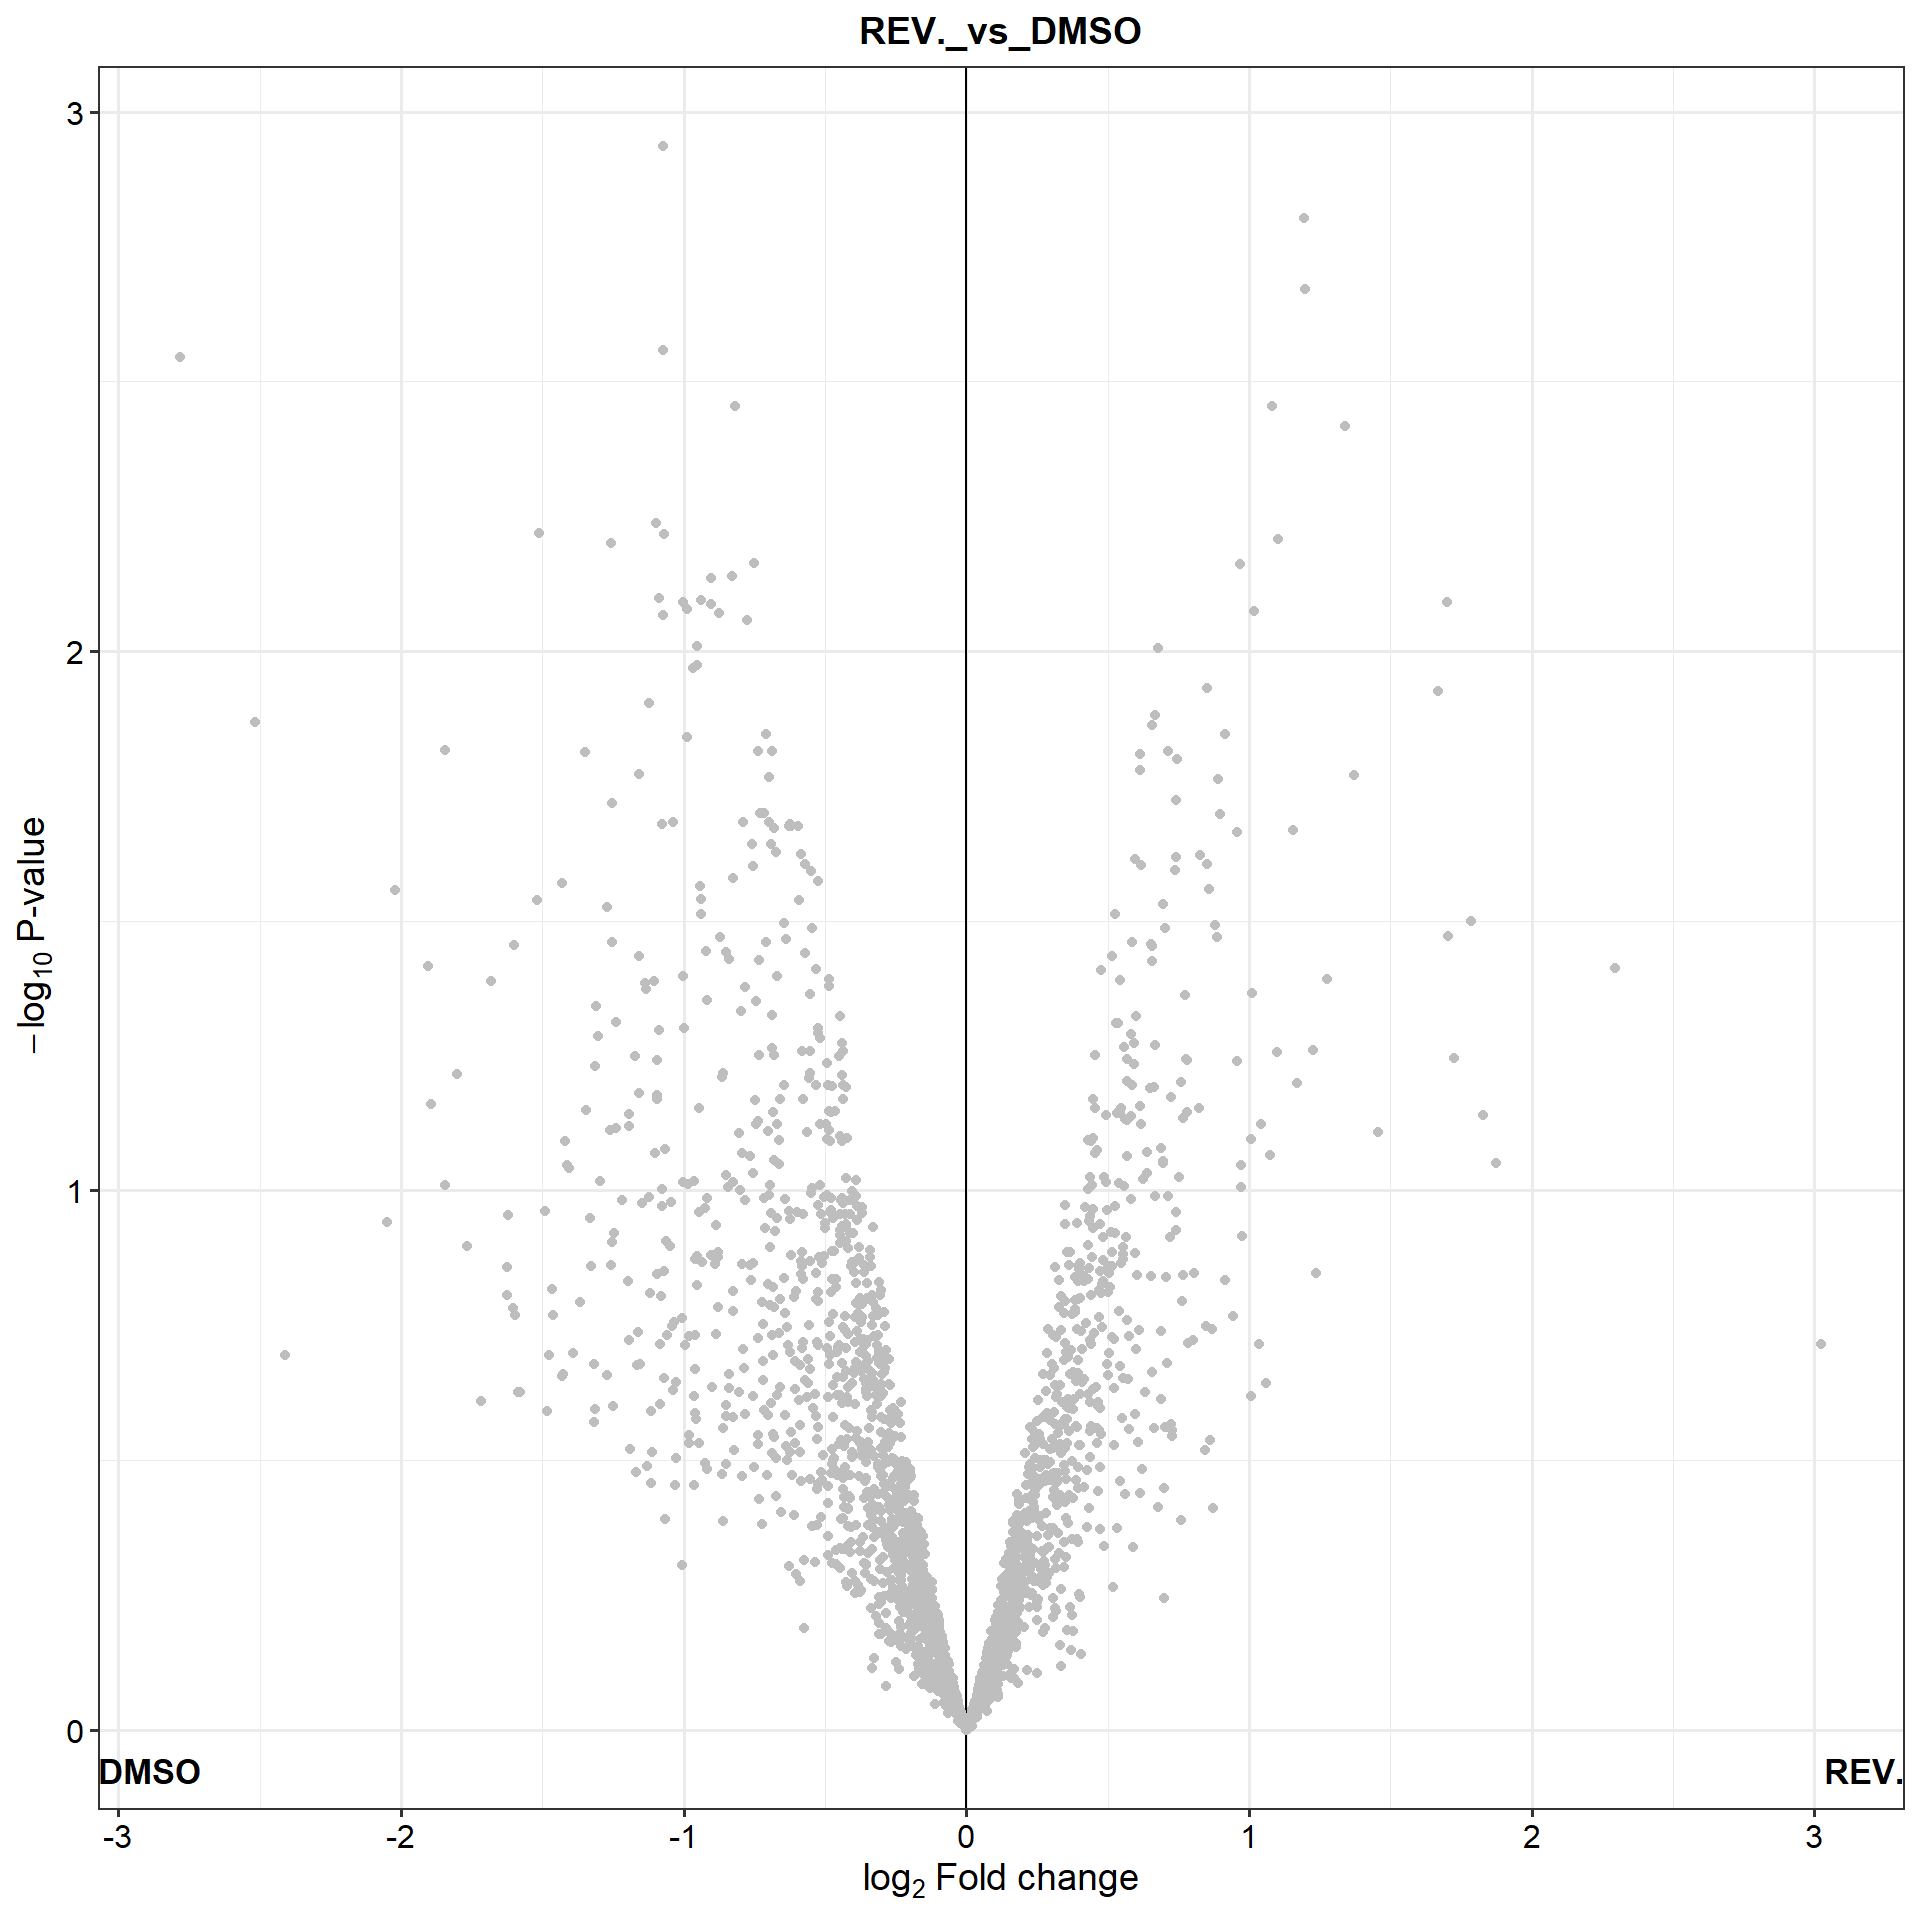 REV._vs_DMSO
3
2
1
0
−log10 P-value
DMSO
REV.
-3 -2 -1 0 1 2 3
log2 Fold change